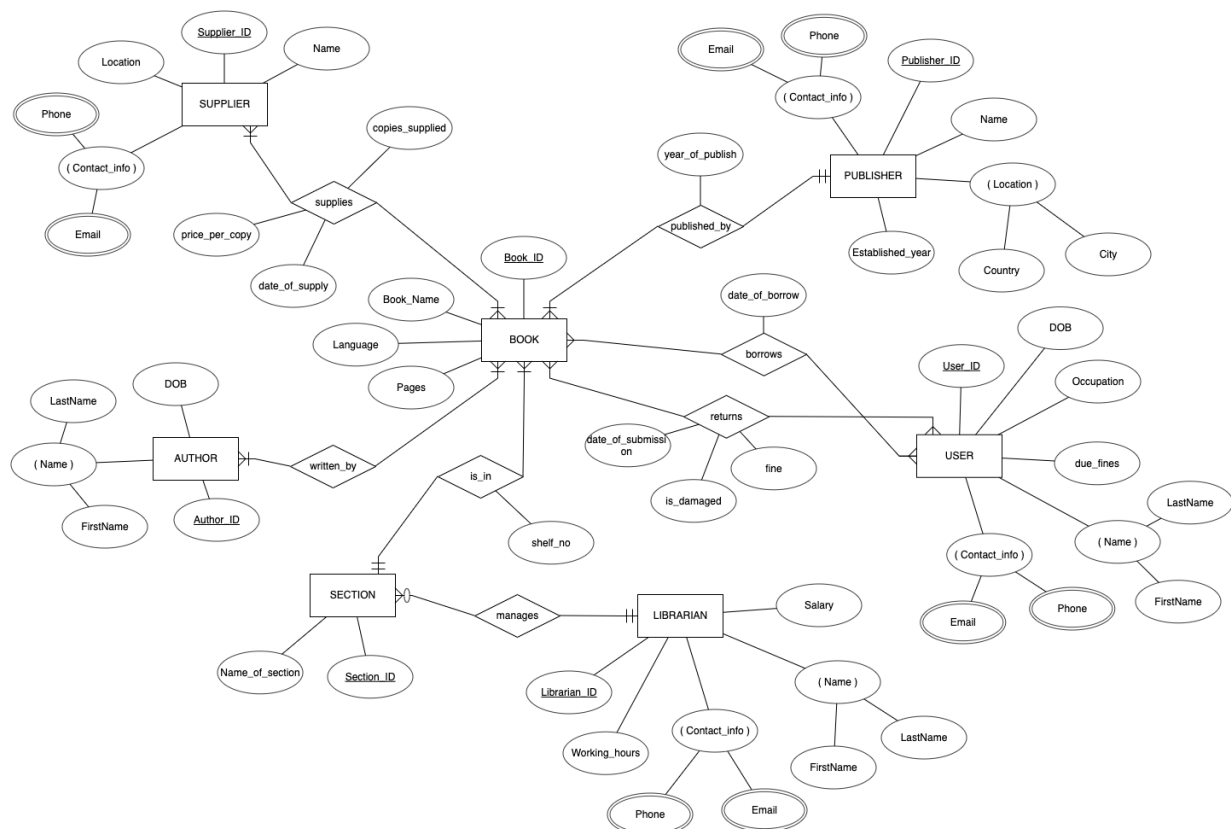 Supplier_ID
Name
Location
SUPPLIER
Phone
( Contact_info )
Email
copies_supplied
supplies
price_per_copy
date_of_supply
Email
Phone
Publisher_ID
( Contact_info )
Name
year_of_publish
PUBLISHER
( Location )
published_by
Established_year
City
Country
Book_ID
Book_Name
Language
BOOK
Pages
date_of_borrow
borrows
DOB
User_ID
Occupation
USER
due_fines
LastName
( Name )
FirstName
( Contact_info )
Email
Phone
returns
date_of_submissi
on
is_damaged
fine
DOB
LastName
( Name )
AUTHOR
FirstName
Author_ID
written_by
is_in
shelf_no
SECTION
Name_of_section
Section_ID
manages
LIBRARIAN
Salary
Librarian_ID
Working_hours
( Contact_info )
Phone
Email
( Name )
FirstName
LastName